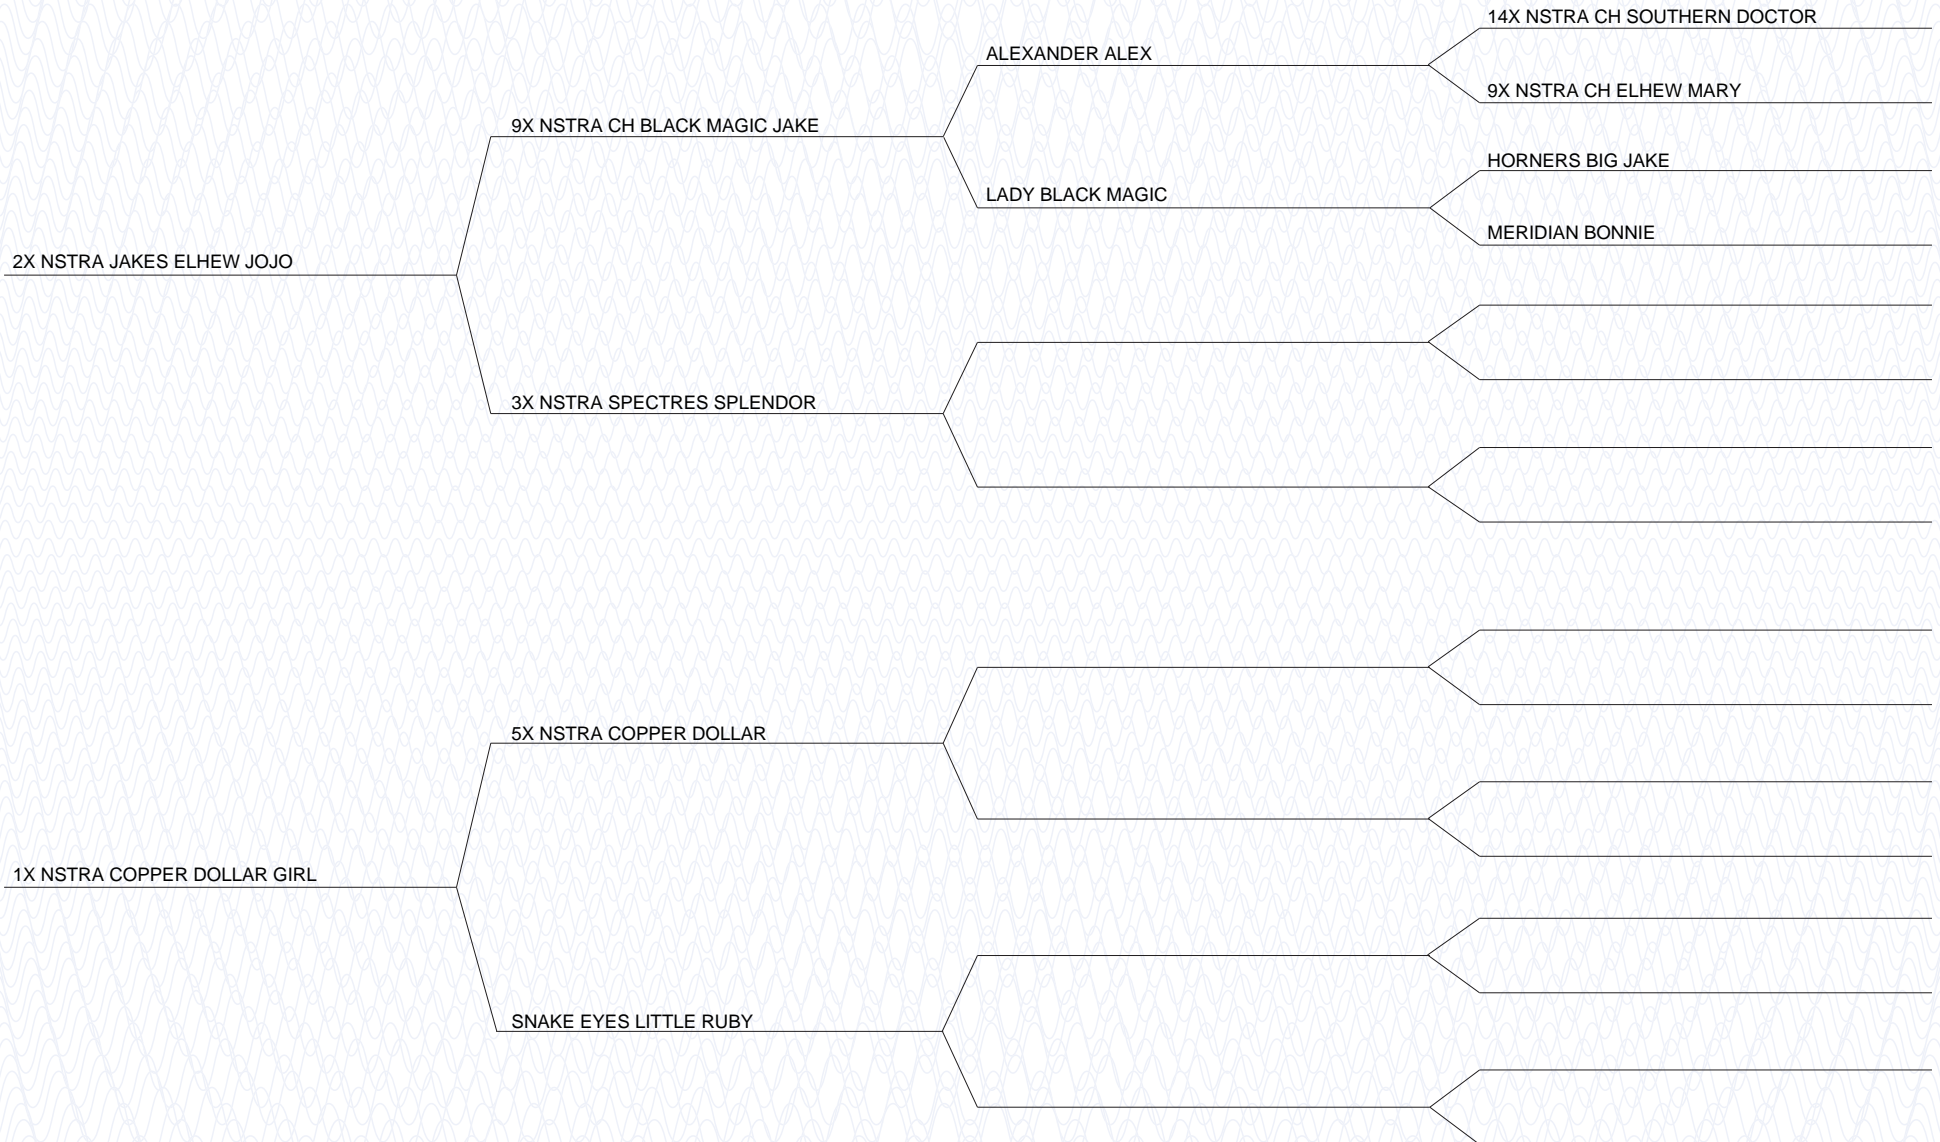 14X NSTRA CH SOUTHERN DOCTOR
ALEXANDER ALEX
9X NSTRA CH ELHEW MARY
9X NSTRA CH BLACK MAGIC JAKE
HORNERS BIG JAKE
LADY BLACK MAGIC
MERIDIAN BONNIE
2X NSTRA JAKES ELHEW JOJO
3X NSTRA SPECTRES SPLENDOR
5X NSTRA COPPER DOLLAR
1X NSTRA COPPER DOLLAR GIRL
SNAKE EYES LITTLE RUBY